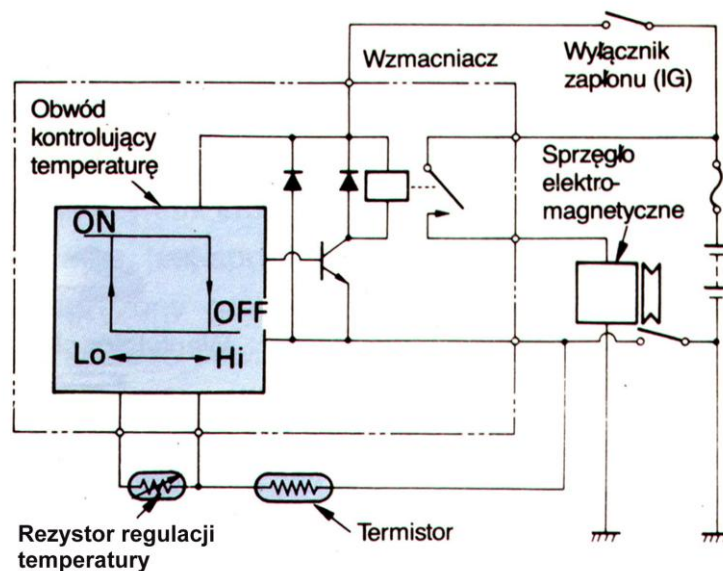 Wzmacniacz
Wyłącznik
zapłonu (IG)
Obwód
kontrolujący
temperaturę
Sprzęgło
elektro-
magnetyczne
ON
OFF
Lo
Hi
Rezystor regulacji
temperatury
Termistor